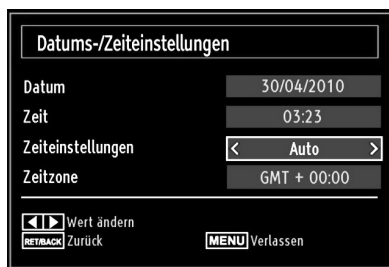 Datums-/Zeiteinstellungen
Datum 30/04/2010
Zeit 03:23
Zeiteinstellungen < Auto >
Zeitzone GMT + 00:00
Wert ändern
RET/BACK Zurück MENU Verlassen